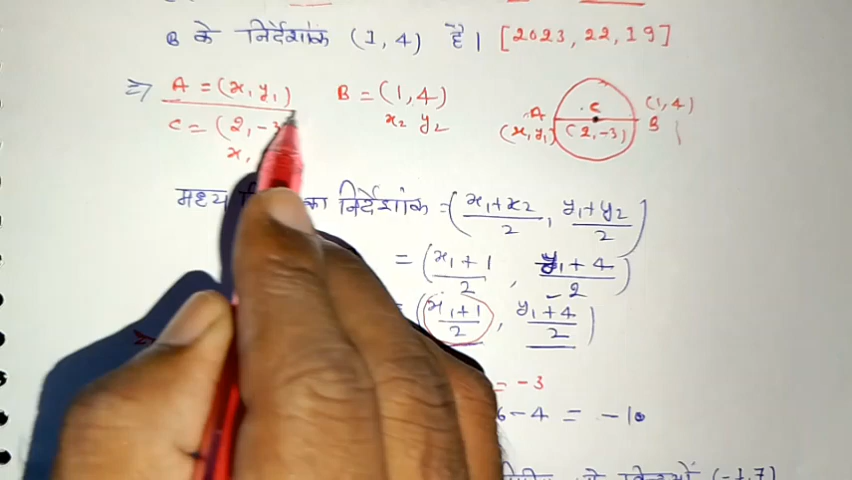 B के निर्देशांक (1, 4) है। [2023, 22, 19]
⇒ A = (x, y₁) B = (1, 4)
x₂ y₂
C = (2, -3
x,
A C (1, 4)
(x, y₁) (2, -3) B
मध्य का निर्देशांक = (x₁+x₂/2, y₁+y₂/2)
= (x₁+1/2, y₁+4/2)
= (x₁+1/2, y₁+4/2)
= -3
6-4 = -10
(-1, 7)